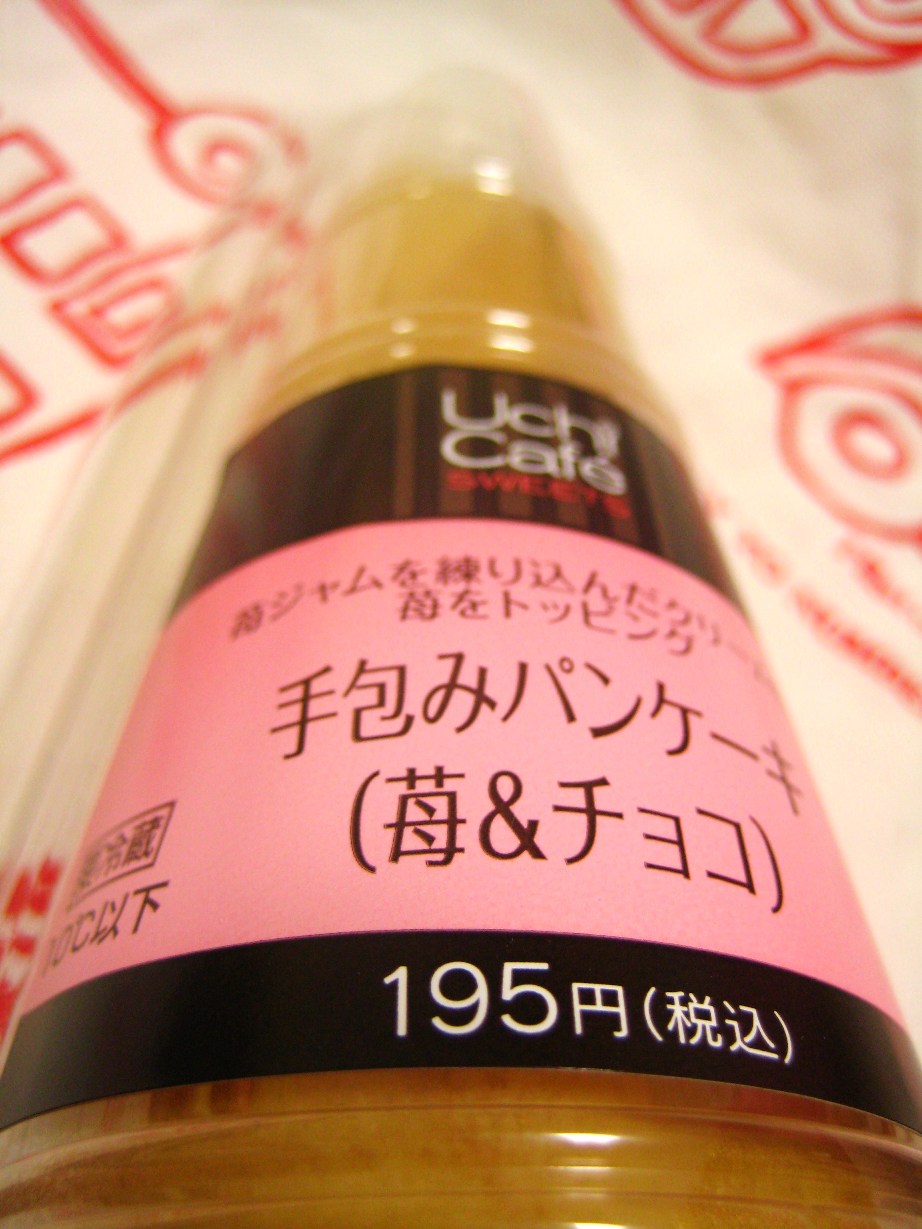 Uchi
Café
SWEETS
苺ジャムを練り込んだクリームに
苺をトッピング
手包みパンケーキ
(苺&チョコ)
要冷蔵
10℃以下
195円(税込)